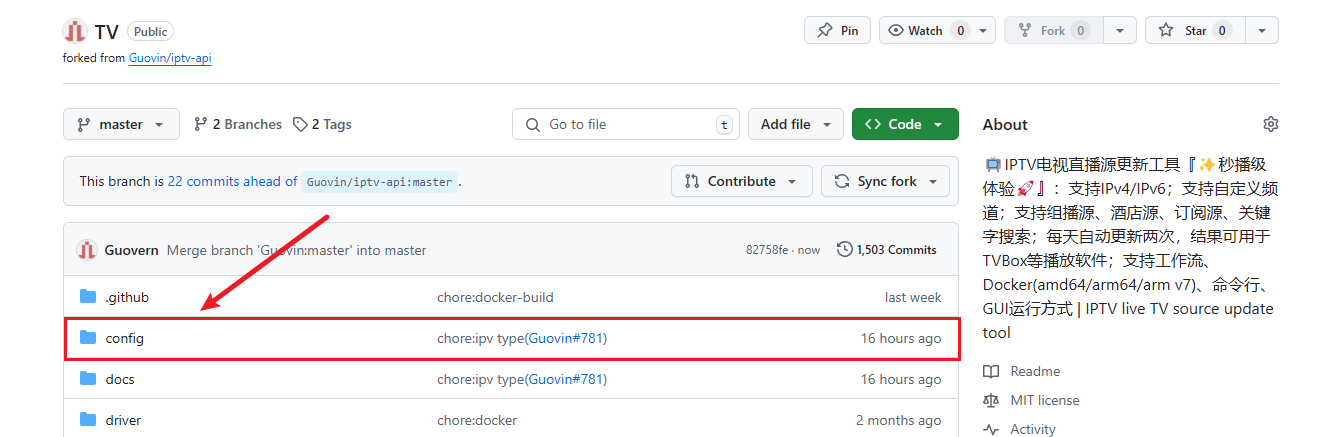 TV Public
Pin
Watch 0
Fork 0
Star 0
forked from Guovin/iptv-api
master
2 Branches
2 Tags
Go to file
t
Add file
Code
This branch is 22 commits ahead of Guovin/iptv-api:master.
Contribute
Sync fork
Guovern Merge branch 'Guovin:master' into master
82758fe · now
1,503 Commits
.github chore:docker-build last week
config chore:ipv type(Guovin#781) 16 hours ago
docs chore:ipv type(Guovin#781) 16 hours ago
driver chore:docker 2 months ago
About
📺IPTV电视直播源更新工具『✨秒播级
体验🚀』：支持IPv4/IPv6；支持自定义频
道；支持组播源、酒店源、订阅源、关键
字搜索；每天自动更新两次，结果可用于
TVBox等播放软件；支持工作流、
Docker(amd64/arm64/arm v7)、命令行、
GUI运行方式 | IPTV live TV source update
tool
Readme
MIT license
Activity